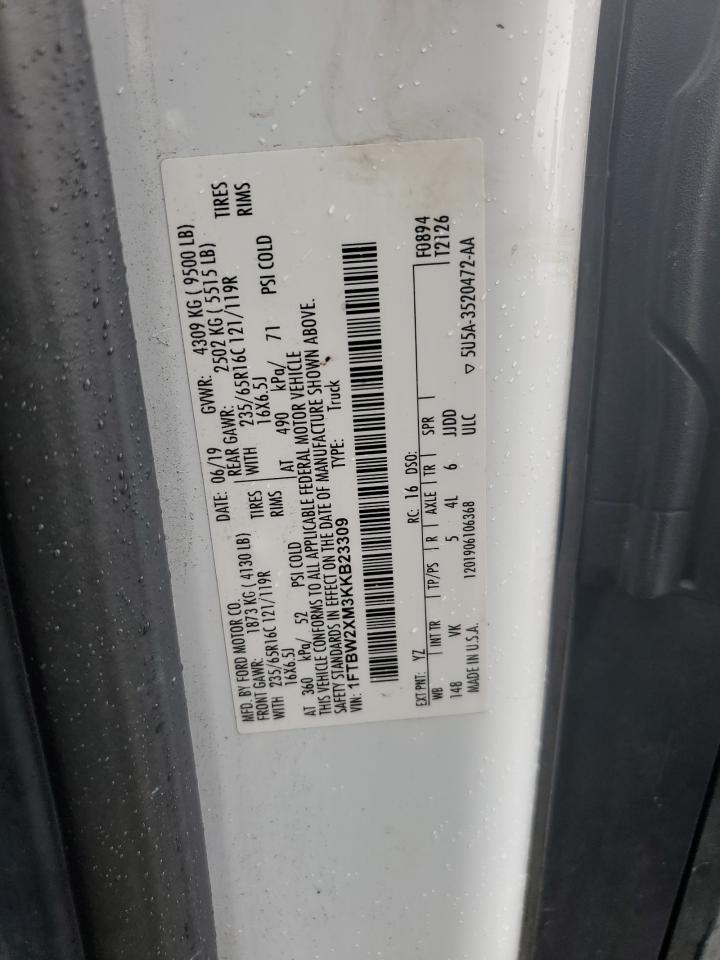 MFD. BY FORD MOTOR CO. DATE: 06/19 GVWR: 4309 KG ( 9500 LB)
FRONT GAWR: 1873 KG ( 4130 LB) REAR GAWR: 2502 KG ( 5515 LB)
WITH 235/65R16C 121/119R TIRES WITH 235/65R16C 121/119R TIRES
16X6.5J RIMS 16X6.5J RIMS
AT 360 kPa/ 52 PSI COLD AT 490 kPa/ 71 PSI COLD
THIS VEHICLE CONFORMS TO ALL APPLICABLE FEDERAL MOTOR VEHICLE
SAFETY STANDARDS IN EFFECT ON THE DATE OF MANUFACTURE SHOWN ABOVE.
VIN: 1FTBW2XM3KKB23309 TYPE: Truck
F0894
EXT PNT: YZ RC: 16 DSO: T2126
WB INT TR TP/PS R AXLE TR SPR
148 VK 5 4L 6 JJDD
MADE IN U.S.A. 1201906106368 ULC ▽ 5U5A-3520472-AA